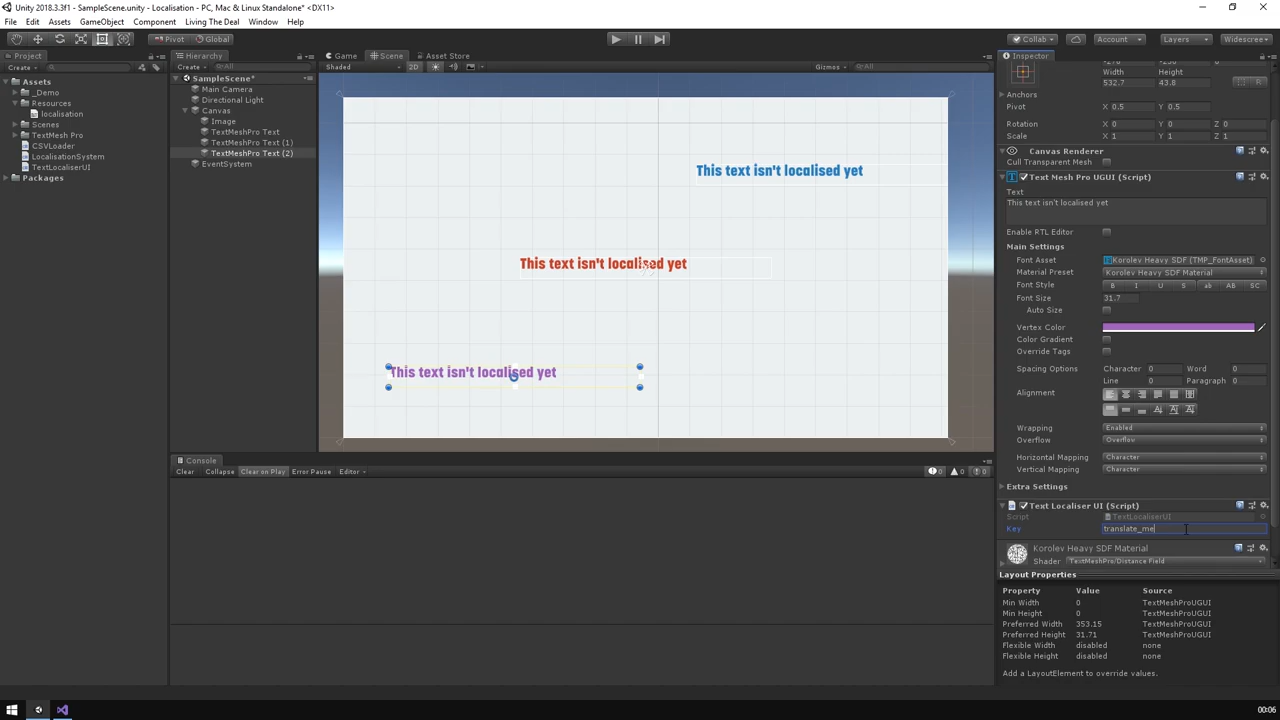 Unity 2018.3.3f1 - SampleScene.unity - Localisation - PC, Mac & Linux Standalone* <DX11>
File Edit Assets GameObject Component Living The Deal Window Help
Pivot Global Collab Account Layers Widescreen
Project
Create
Assets
_Demo
Resources
localisation
Scenes
TextMesh Pro
CSVLoader
LocalisationSystem
TextLocaliserUI
Packages
Hierarchy
Create All
SampleScene*
Main Camera
Directional Light
Canvas
Image
TextMeshPro Text
TextMeshPro Text (1)
TextMeshPro Text (2)
EventSystem
Game Scene Asset Store
Shaded 2D Gizmos All
This text isn't localised yet
This text isn't localised yet
This text isn't localised yet
Console
Clear Collapse Clear on Play Error Pause Editor 0 0 0
Inspector
Width Height
532.7 43.8
Anchors
Pivot X 0.5 Y 0.5
Rotation X 0 Y 0 Z 0
Scale X 1 Y 1 Z 1
Canvas Renderer
Cull Transparent Mesh
Text Mesh Pro UGUI (Script)
Text
This text isn't localised yet
Enable RTL Editor
Main Settings
Font Asset Korolev Heavy SDF (TMP_FontAsset)
Material Preset Korolev Heavy SDF Material
Font Style B I U S ab AB SC
Font Size 31.7
Auto Size
Vertex Color
Color Gradient
Override Tags
Spacing Options Character 0 Word 0
Line 0 Paragraph 0
Alignment
Wrapping Enabled
Overflow Overflow
Horizontal Mapping Character
Vertical Mapping Character
Extra Settings
Text Localiser UI (Script)
Script TextLocaliserUI
Key translate_me
Korolev Heavy SDF Material
Shader TextMeshPro/Distance Field
Layout Properties
Property Value Source
Min Width 0 TextMeshProUGUI
Min Height 0 TextMeshProUGUI
Preferred Width 353.15 TextMeshProUGUI
Preferred Height 31.71 TextMeshProUGUI
Flexible Width disabled none
Flexible Height disabled none
Add a LayoutElement to override values.
00:06